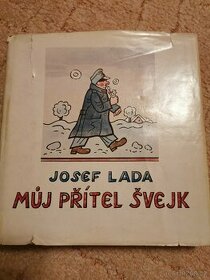 JOSEF LADA
MŮJ PŘÍTEL ŠVEJK